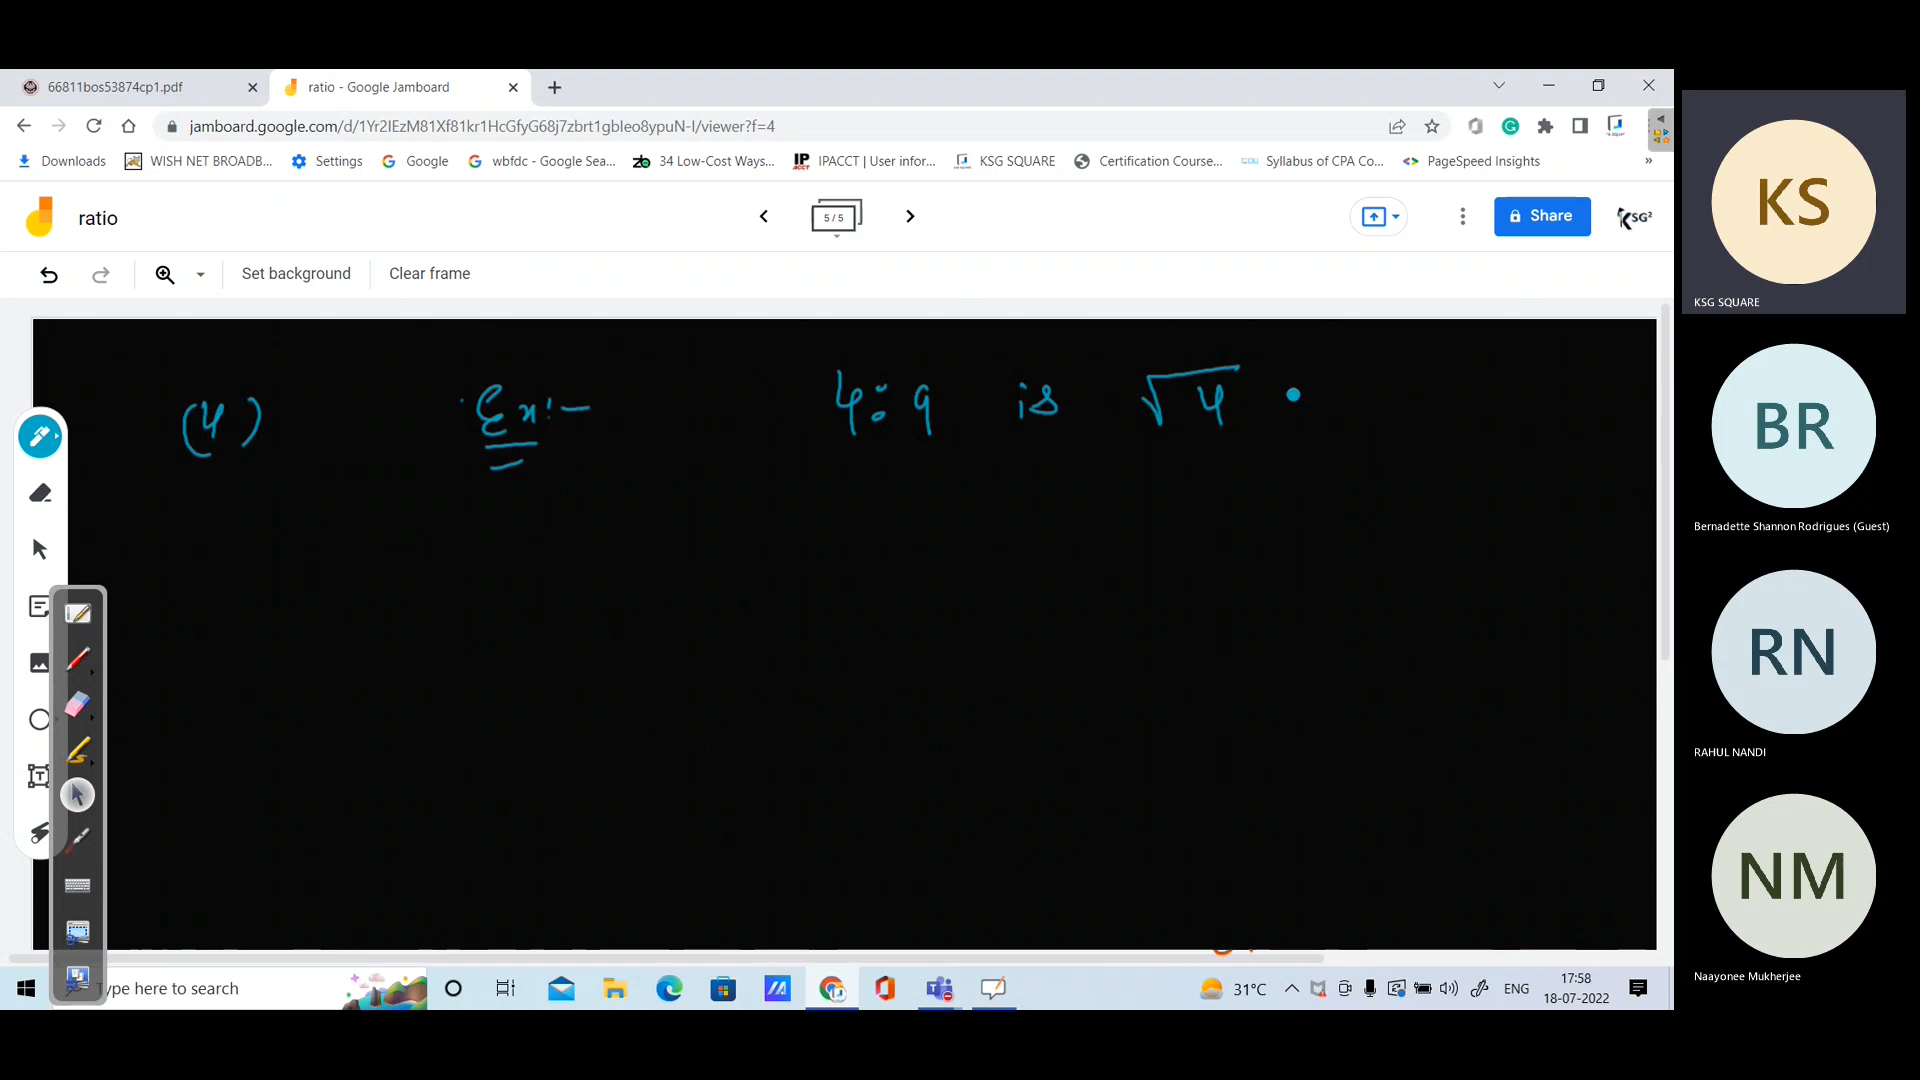 66811bos53874cp1.pdf
ratio - Google Jamboard
jamboard.google.com/d/1Yr2IEzM81Xf81kr1HcGfyG68j7zbrt1gbIeo8ypuN-I/viewer?f=4
Downloads WISH NET BROADB... Settings Google wbfdc - Google Sea... 34 Low-Cost Ways... IPACCT | User infor... KSG SQUARE Certification Course... Syllabus of CPA Co... PageSpeed Insights »
ratio
5 / 5
Share
KSG²
Set background Clear frame
(4) Ex:- 4:9 is √4
KS
KSG SQUARE
BR
Bernadette Shannon Rodrigues (Guest)
RN
RAHUL NANDI
NM
Naayonee Mukherjee
Type here to search
31°C
ENG
17:58
18-07-2022